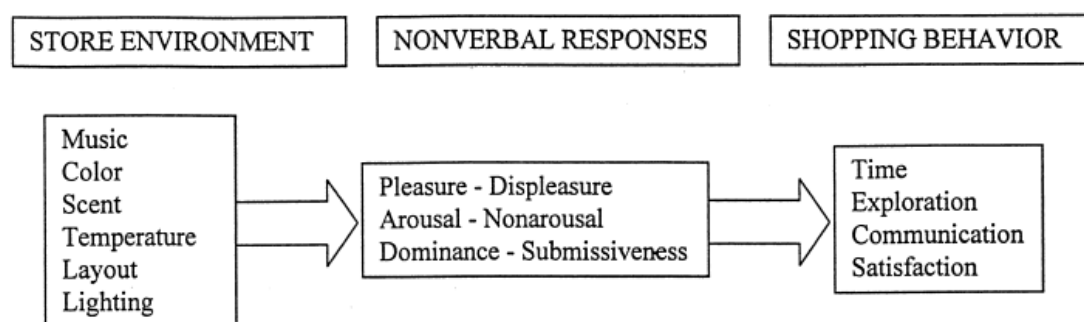 STORE ENVIRONMENT
NONVERBAL RESPONSES
SHOPPING BEHAVIOR
Music
Color
Scent
Temperature
Layout
Lighting
Pleasure - Displeasure
Arousal - Nonarousal
Dominance - Submissiveness
Time
Exploration
Communication
Satisfaction